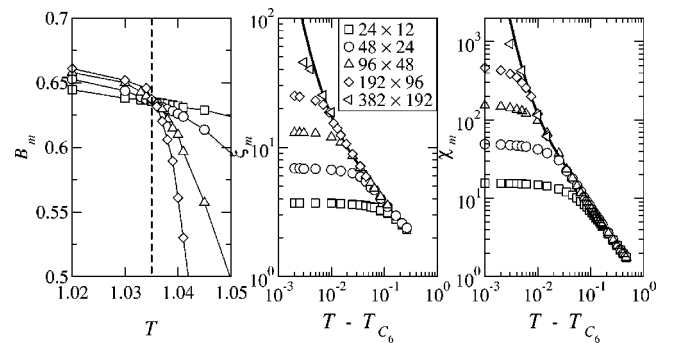 0.7
0.65
0.6
0.55
0.5
B_m
1.02 1.03 1.04 1.05
T
10^2
10^1
10^0
ξ_m
24 × 12
48 × 24
96 × 48
192 × 96
382 × 192
10^-3 10^-2 10^-1 10^0
T - T_C_6
10^3
10^2
10^1
10^0
χ_m
10^-3 10^-2 10^-1 10^0
T - T_C_6